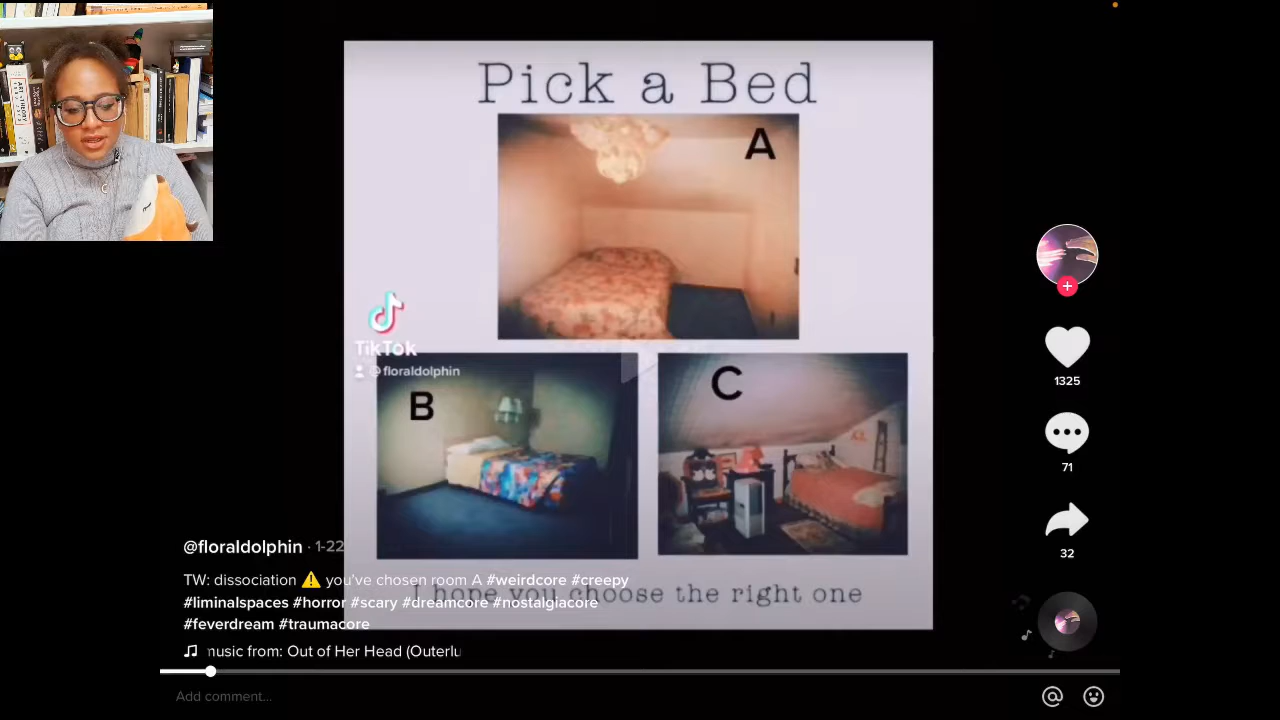 Pick a Bed
A
B
C
TikTok
@floraldolphin
I hope you choose the right one
@floraldolphin · 1-22
TW: dissociation ⚠️ you've chosen room A #weirdcore #creepy
#liminalspaces #horror #scary #dreamcore #nostalgiacore
#feverdream #traumacore
music from: Out of Her Head (Outerlu
Add comment...
1325
71
32